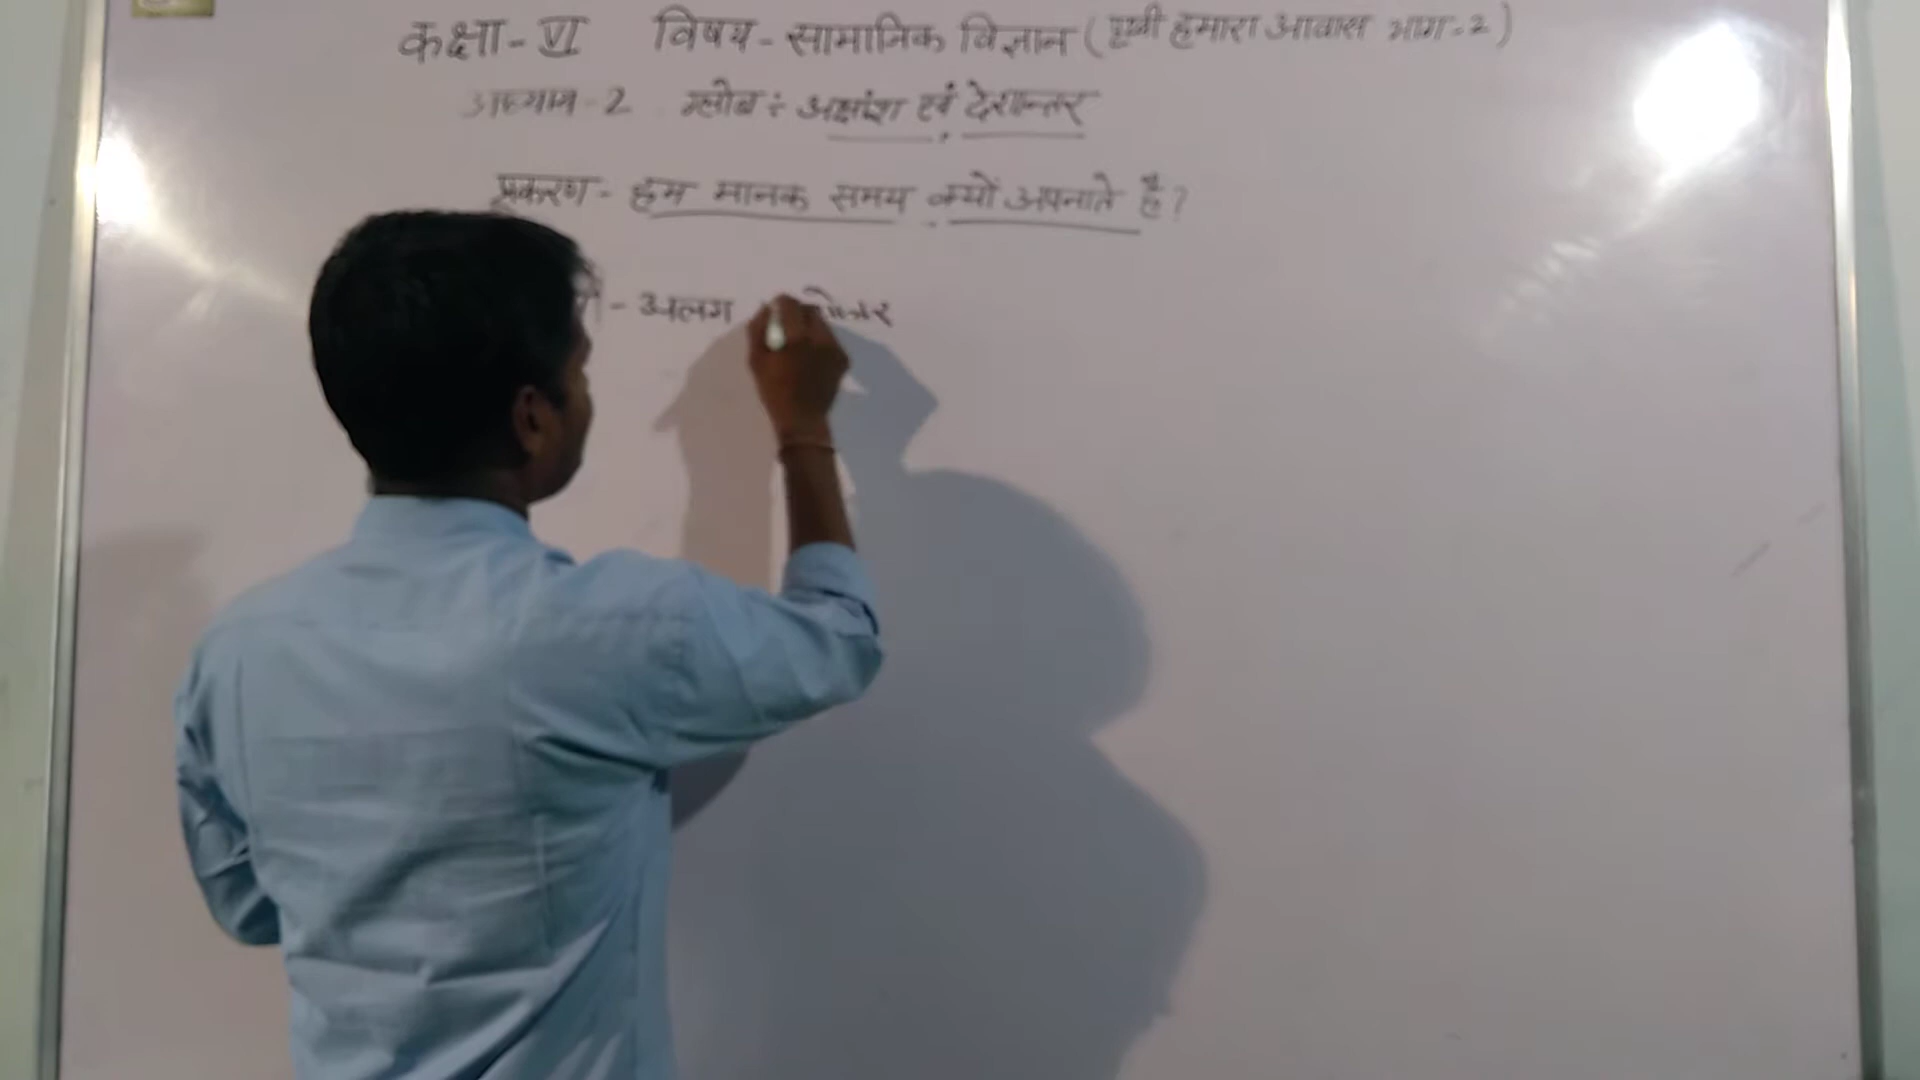 कक्षा - VI विषय - सामाजिक विज्ञान (पृथ्वी हमारा आवास भाग - 2)
अध्याय - 2 ग्लोब ÷ अक्षांश एवं देशान्तर
प्रकरण - हम मानक समय क्यों अपनाते है?
- अलग